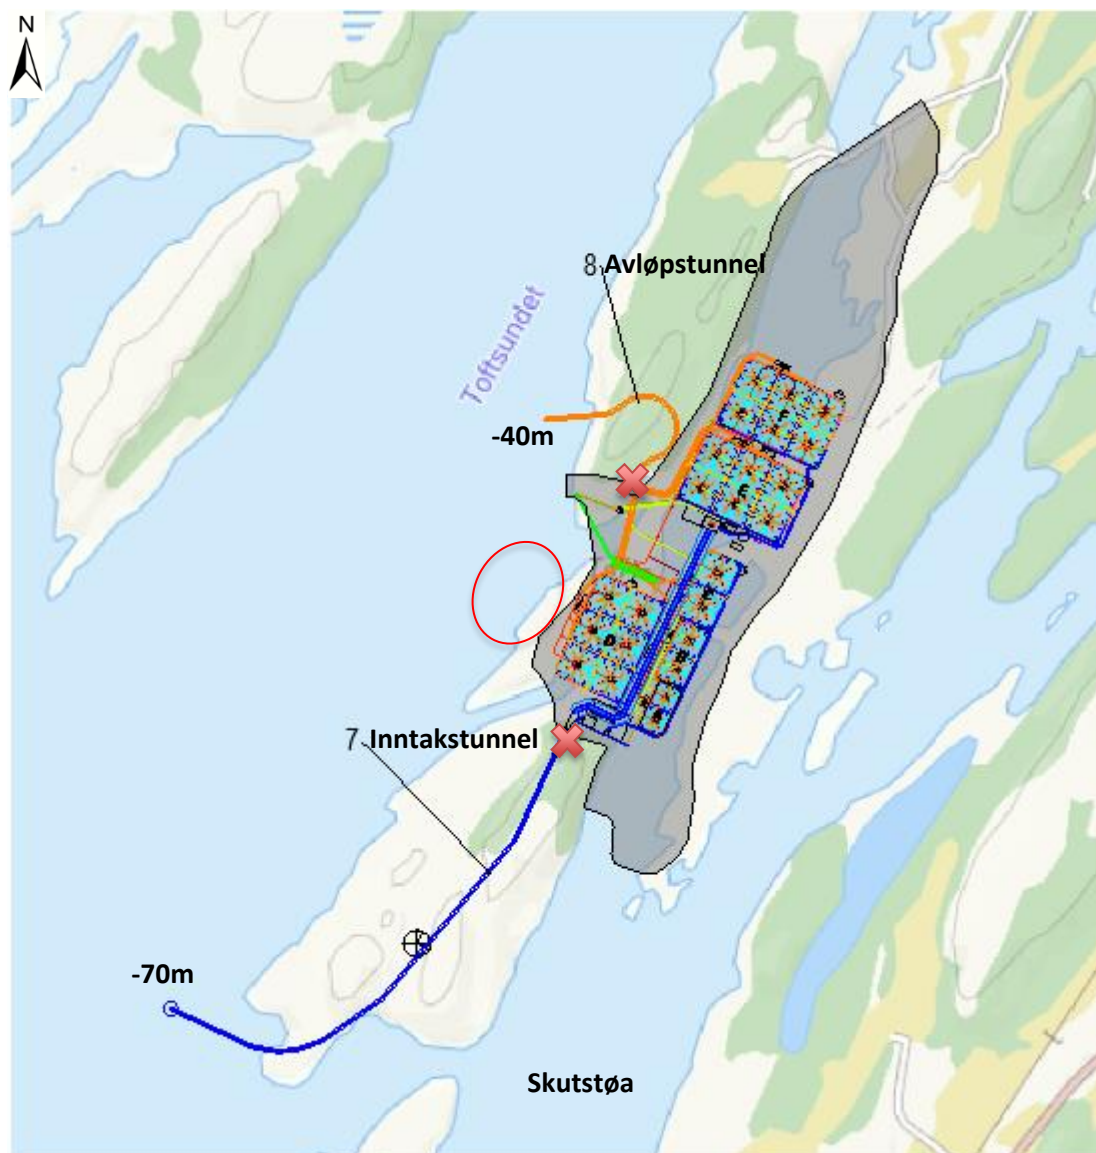 N
8 Avløpstunnel
Toftsundet
-40m
F
E
D
7 Inntakstunnel
-70m
Skutstøa